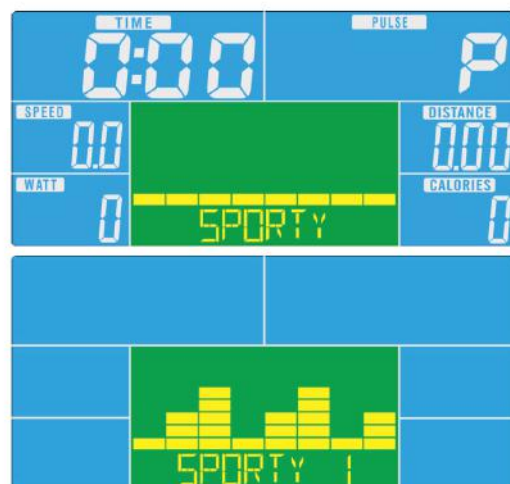 TIME PULSE
0:00 P
SPEED DISTANCE
0.0 0.00
WATT CALORIES
0 0
SPORTY
SPORTY 1